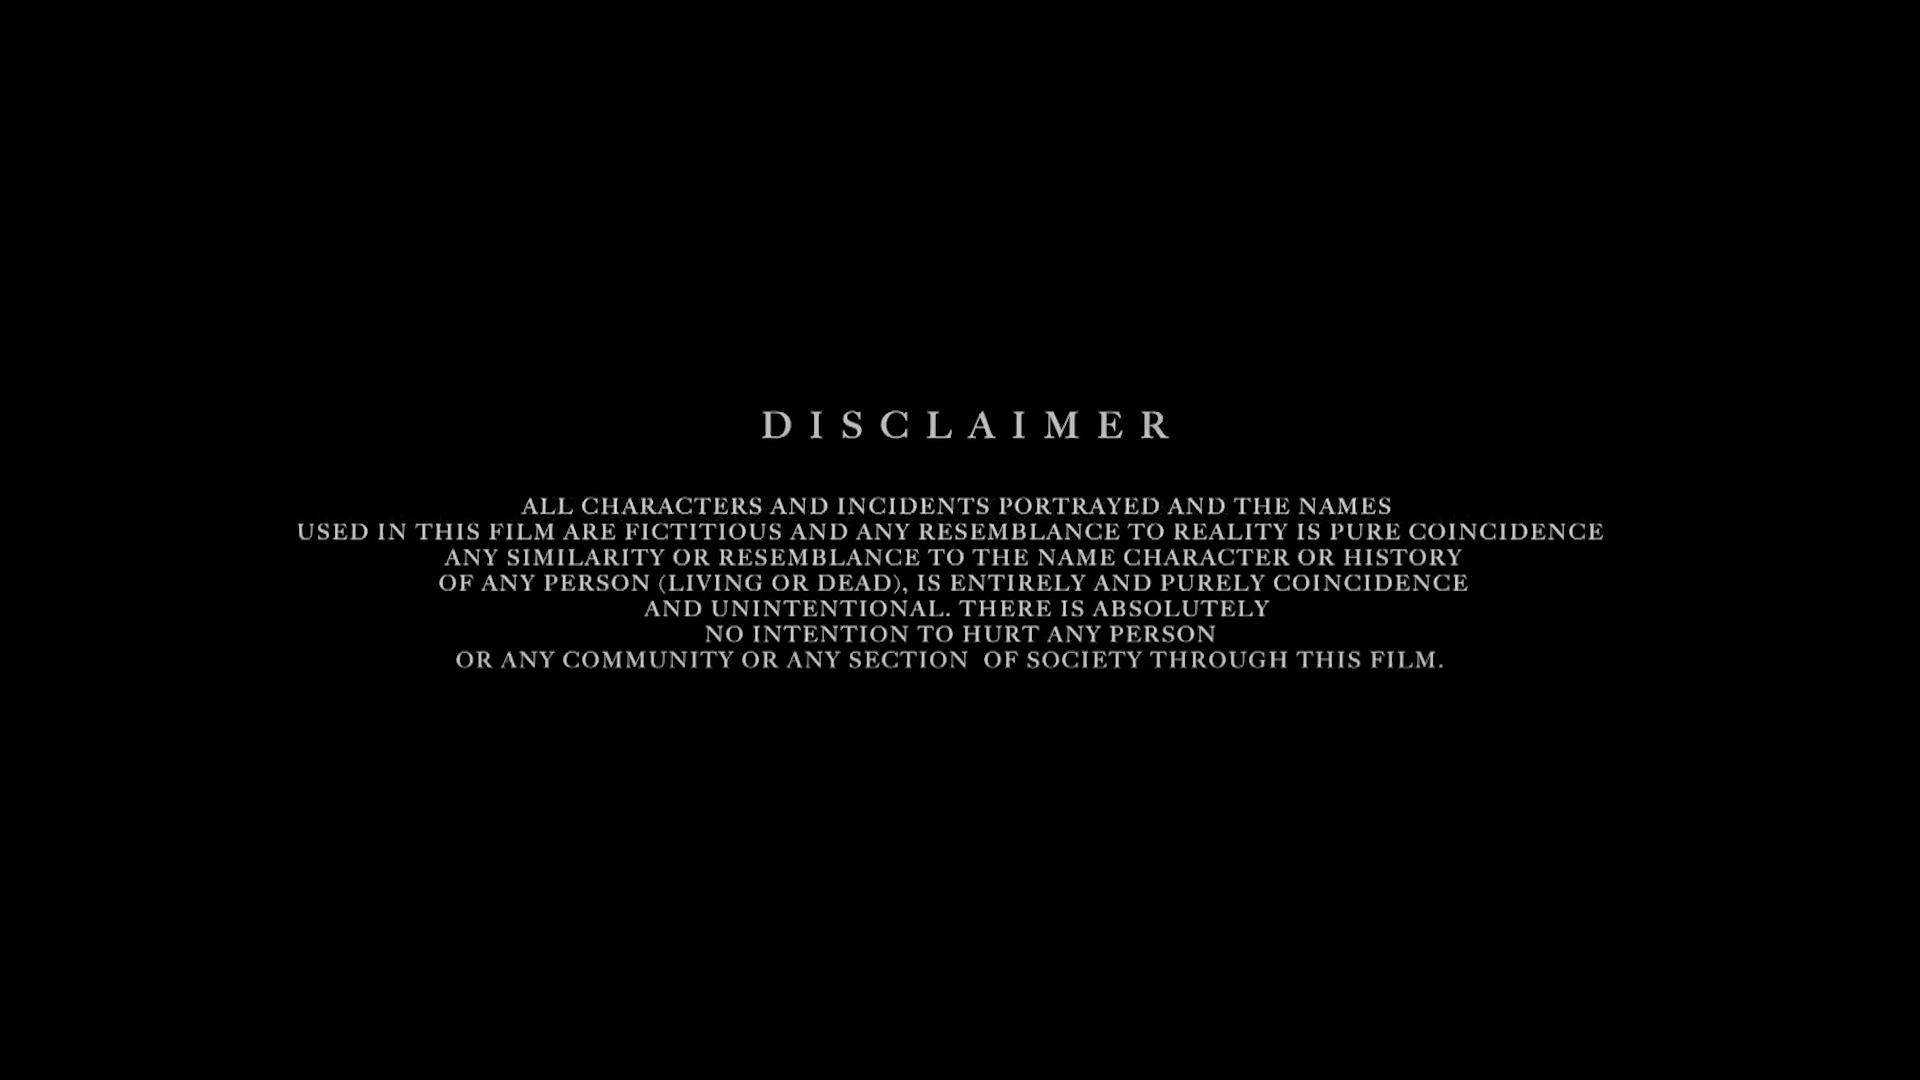 DISCLAIMER
ALL CHARACTERS AND INCIDENTS PORTRAYED AND THE NAMES
USED IN THIS FILM ARE FICTITIOUS AND ANY RESEMBLANCE TO REALITY IS PURE COINCIDENCE
ANY SIMILARITY OR RESEMBLANCE TO THE NAME CHARACTER OR HISTORY
OF ANY PERSON (LIVING OR DEAD), IS ENTIRELY AND PURELY COINCIDENCE
AND UNINTENTIONAL. THERE IS ABSOLUTELY
NO INTENTION TO HURT ANY PERSON
OR ANY COMMUNITY OR ANY SECTION OF SOCIETY THROUGH THIS FILM.